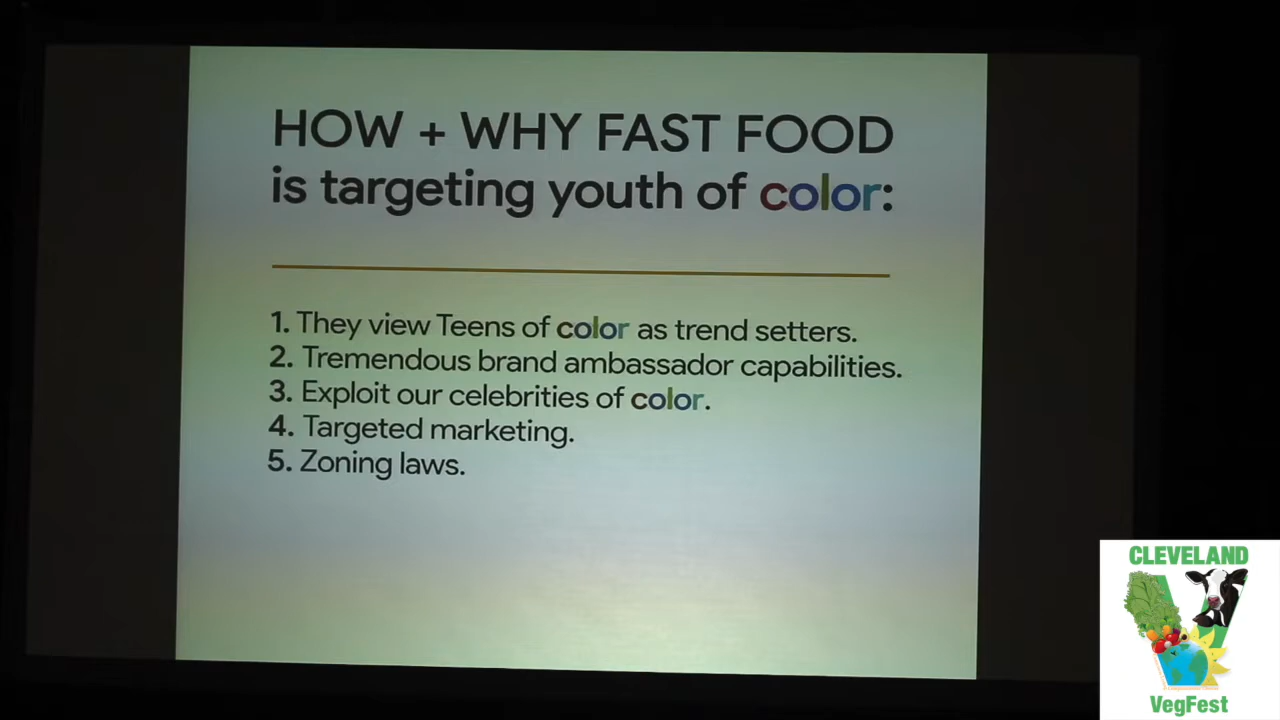 HOW + WHY FAST FOOD
is targeting youth of color:
1. They view Teens of color as trend setters.
2. Tremendous brand ambassador capabilities.
3. Exploit our celebrities of color.
4. Targeted marketing.
5. Zoning laws.
CLEVELAND
VegFest